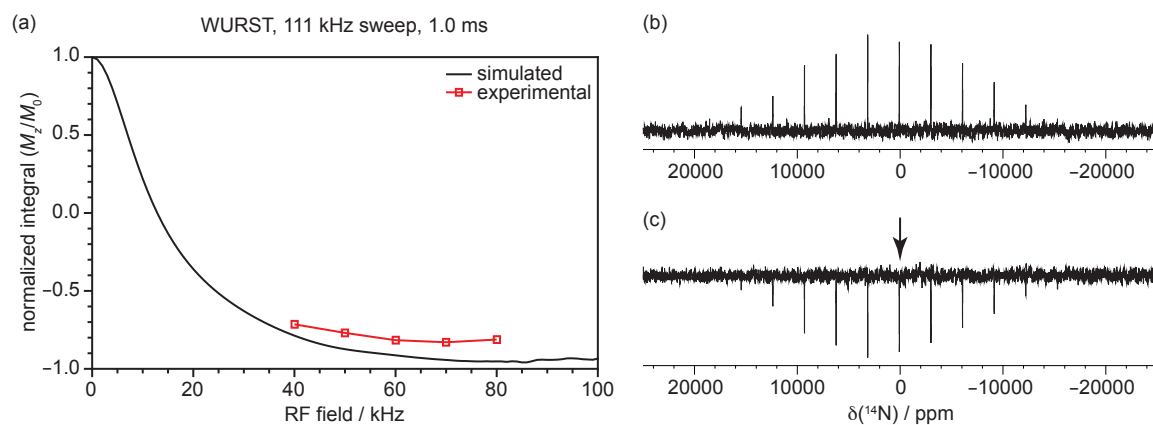 (a)
WURST, 111 kHz sweep, 1.0 ms
simulated
experimental
normalized integral (Mz/M0)
1.0
0.5
0.0
−0.5
−1.0
0 20 40 60 80 100
RF field / kHz
(b)
20000 10000 0 −10000 −20000
(c)
20000 10000 0 −10000 −20000
δ(¹⁴N) / ppm